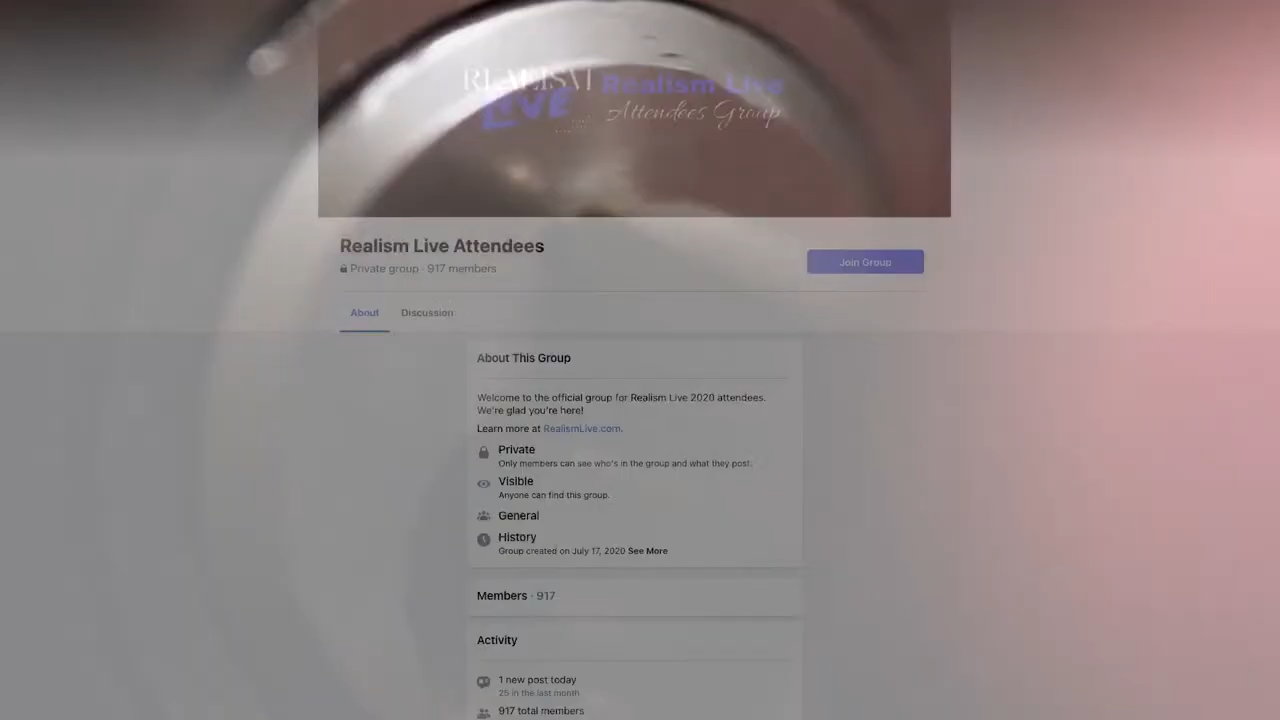 REALISM Realism Live
LIVE Attendees Group
Realism Live Attendees
Private group · 917 members
Join Group
About Discussion
About This Group
Welcome to the official group for Realism Live 2020 attendees.
We're glad you're here!
Learn more at RealismLive.com.
Private
Only members can see who's in the group and what they post.
Visible
Anyone can find this group.
General
History
Group created on July 17, 2020 See More
Members · 917
Activity
1 new post today
25 in the last month
917 total members